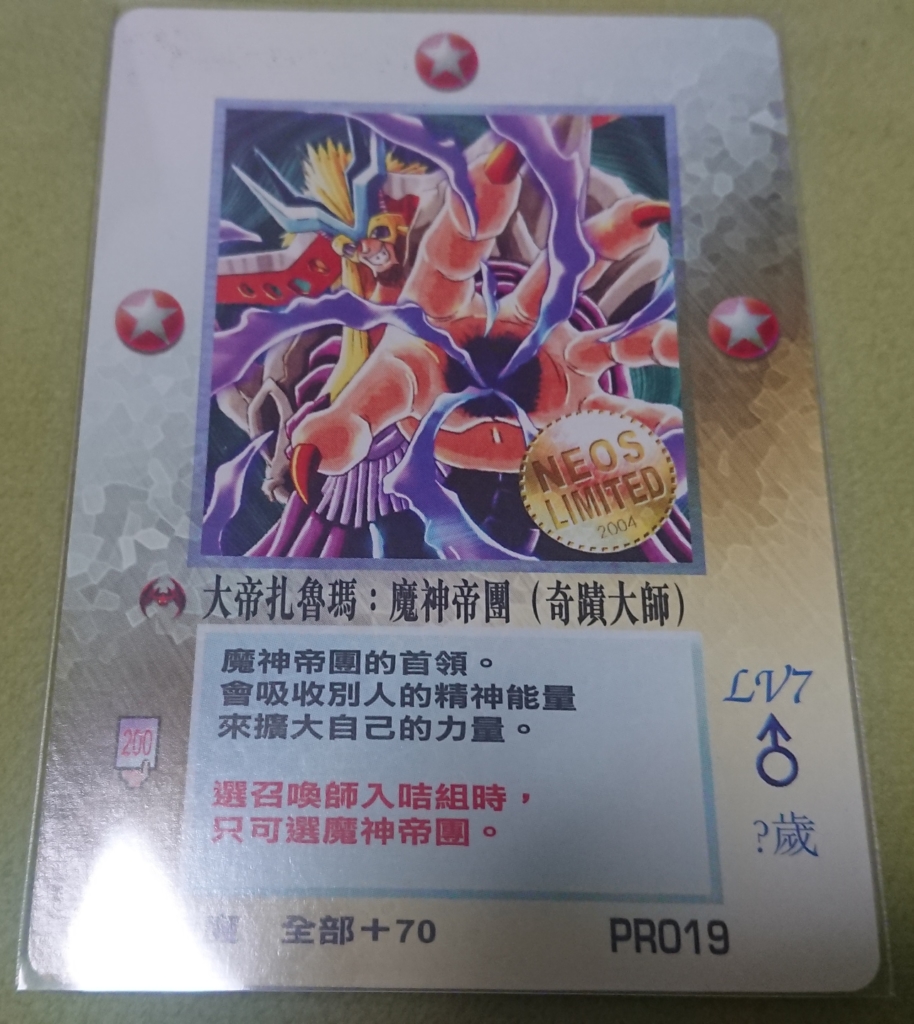 NEOS
LIMITED
2004
大帝扎魯瑪：魔神帝團（奇蹟大師）
魔神帝團的首領。
會吸收別人的精神能量
來擴大自己的力量。
選召喚師入咭組時，
只可選魔神帝團。
LV7
?歲
200
全部＋70
PR019